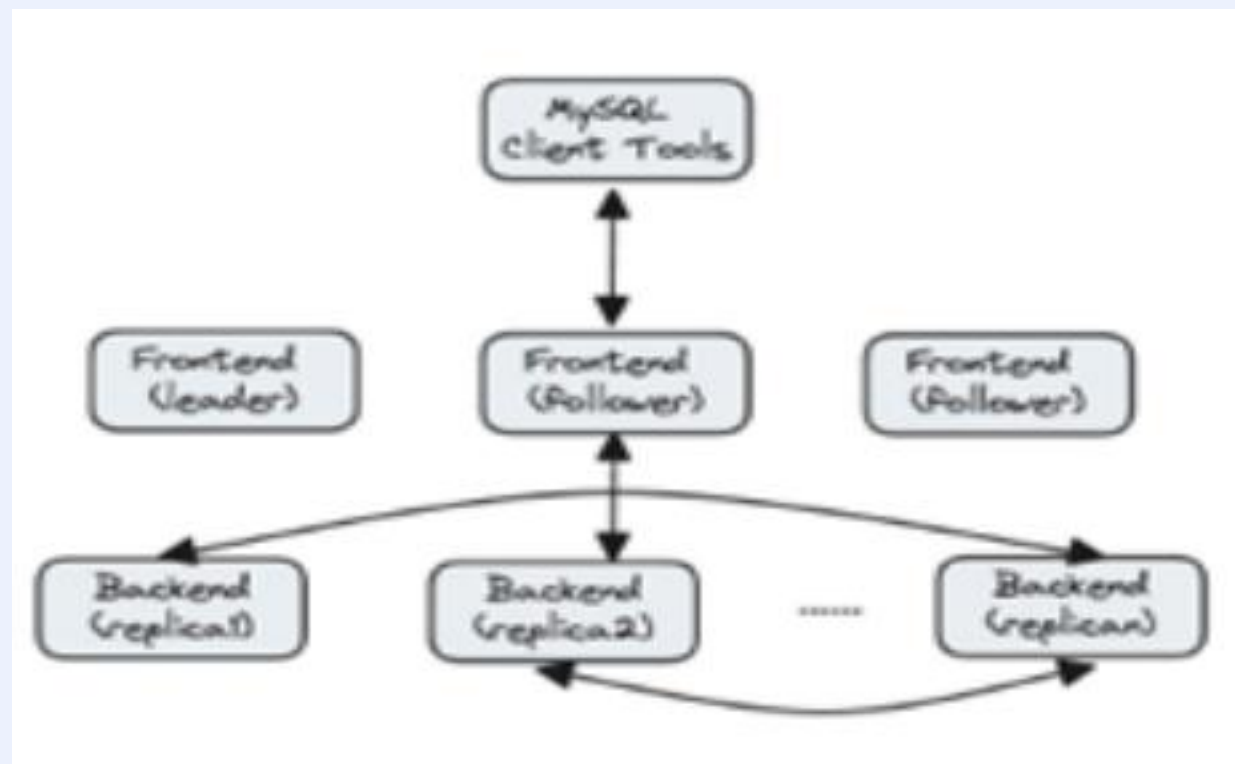 MySQL
Client Tools
Frontend
(leader)
Frontend
(follower)
Frontend
(follower)
Backend
(replica1)
Backend
(replica2)
......
Backend
(replican)